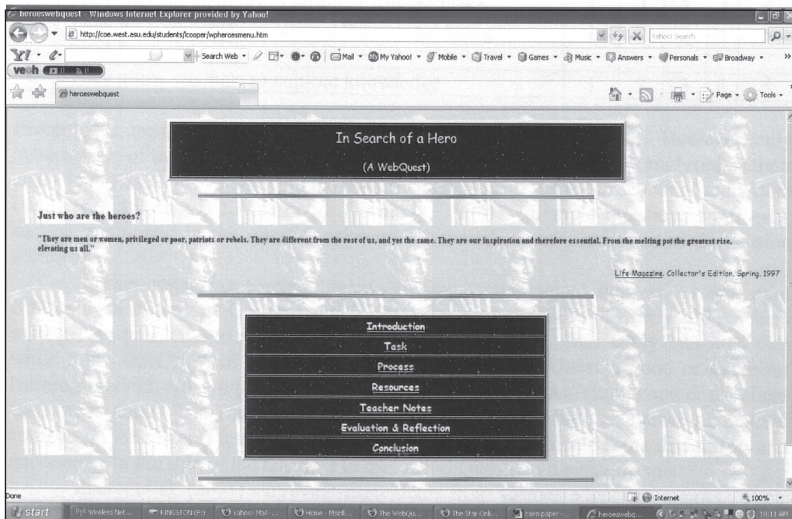 heroeswebquest - Windows Internet Explorer provided by Yahoo!
http://coe.west.asu.edu/students/lcooper/wpheroesmenu.htm
Yahoo! Search
Y! Search Web Mail My Yahoo! Mobile Travel Games Music Answers Personals Broadway
veoh
heroeswebquest Page Tools
In Search of a Hero
(A WebQuest)
Just who are the heroes?
"They are men or women, privileged or poor, patriots or rebels. They are different from the rest of us, and yet the same. They are our inspiration and therefore essential. From the melting pot the greatest rise,
elevating us all."
Life Magazine. Collector's Edition. Spring, 1997
Introduction
Task
Process
Resources
Teacher Notes
Evaluation & Reflection
Conclusion
Done Internet 100%
start Wireless Net... KINGSTON (F:) Yahoo! Mail - ... Home - Mozill... The WebQu... The Star Onli... caeo paper - ... heroeswebq... 10:11 AM